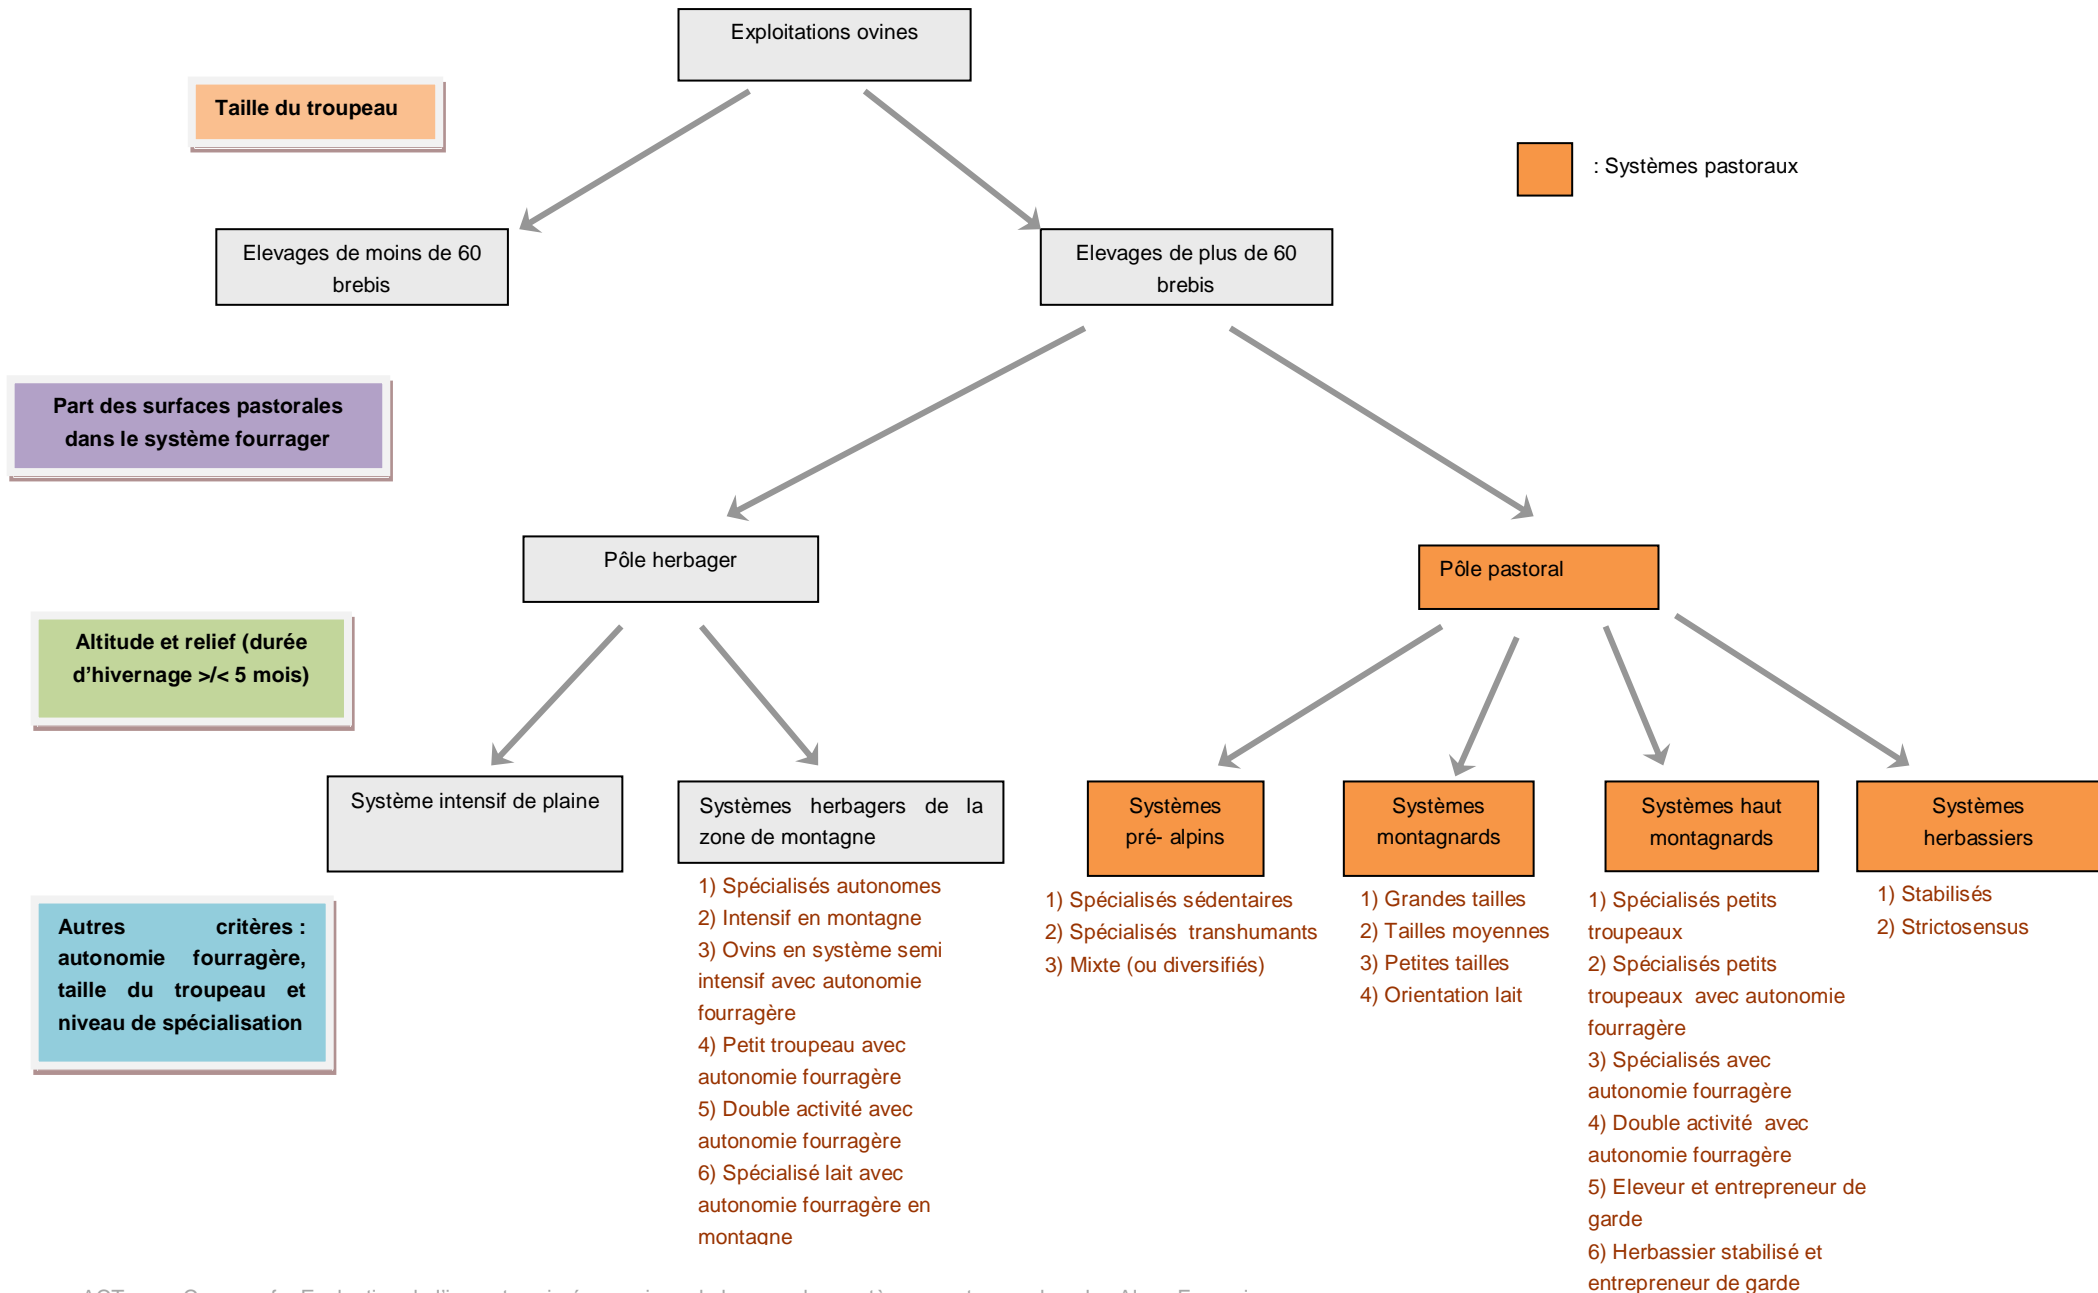 Exploitations ovines
Taille du troupeau
: Systèmes pastoraux
Elevages de moins de 60
brebis
Elevages de plus de 60
brebis
Part des surfaces pastorales
dans le système fourrager
Pôle herbager
Pôle pastoral
Altitude et relief (durée
d'hivernage >/< 5 mois)
Système intensif de plaine
Systèmes herbagers de la
zone de montagne
Systèmes
pré- alpins
Systèmes
montagnards
Systèmes haut
montagnards
Systèmes
herbassiers
Autres critères :
autonomie fourragère,
taille du troupeau et
niveau de spécialisation
1) Spécialisés autonomes
2) Intensif en montagne
3) Ovins en système semi
intensif avec autonomie
fourragère
4) Petit troupeau avec
autonomie fourragère
5) Double activité avec
autonomie fourragère
6) Spécialisé lait avec
autonomie fourragère en
montagne
1) Spécialisés sédentaires
2) Spécialisés transhumants
3) Mixte (ou diversifiés)
1) Grandes tailles
2) Tailles moyennes
3) Petites tailles
4) Orientation lait
1) Spécialisés petits
troupeaux
2) Spécialisés petits
troupeaux avec autonomie
fourragère
3) Spécialisés avec
autonomie fourragère
4) Double activité avec
autonomie fourragère
5) Eleveur et entrepreneur de
garde
6) Herbassier stabilisé et
entrepreneur de garde
1) Stabilisés
2) Strictosensus